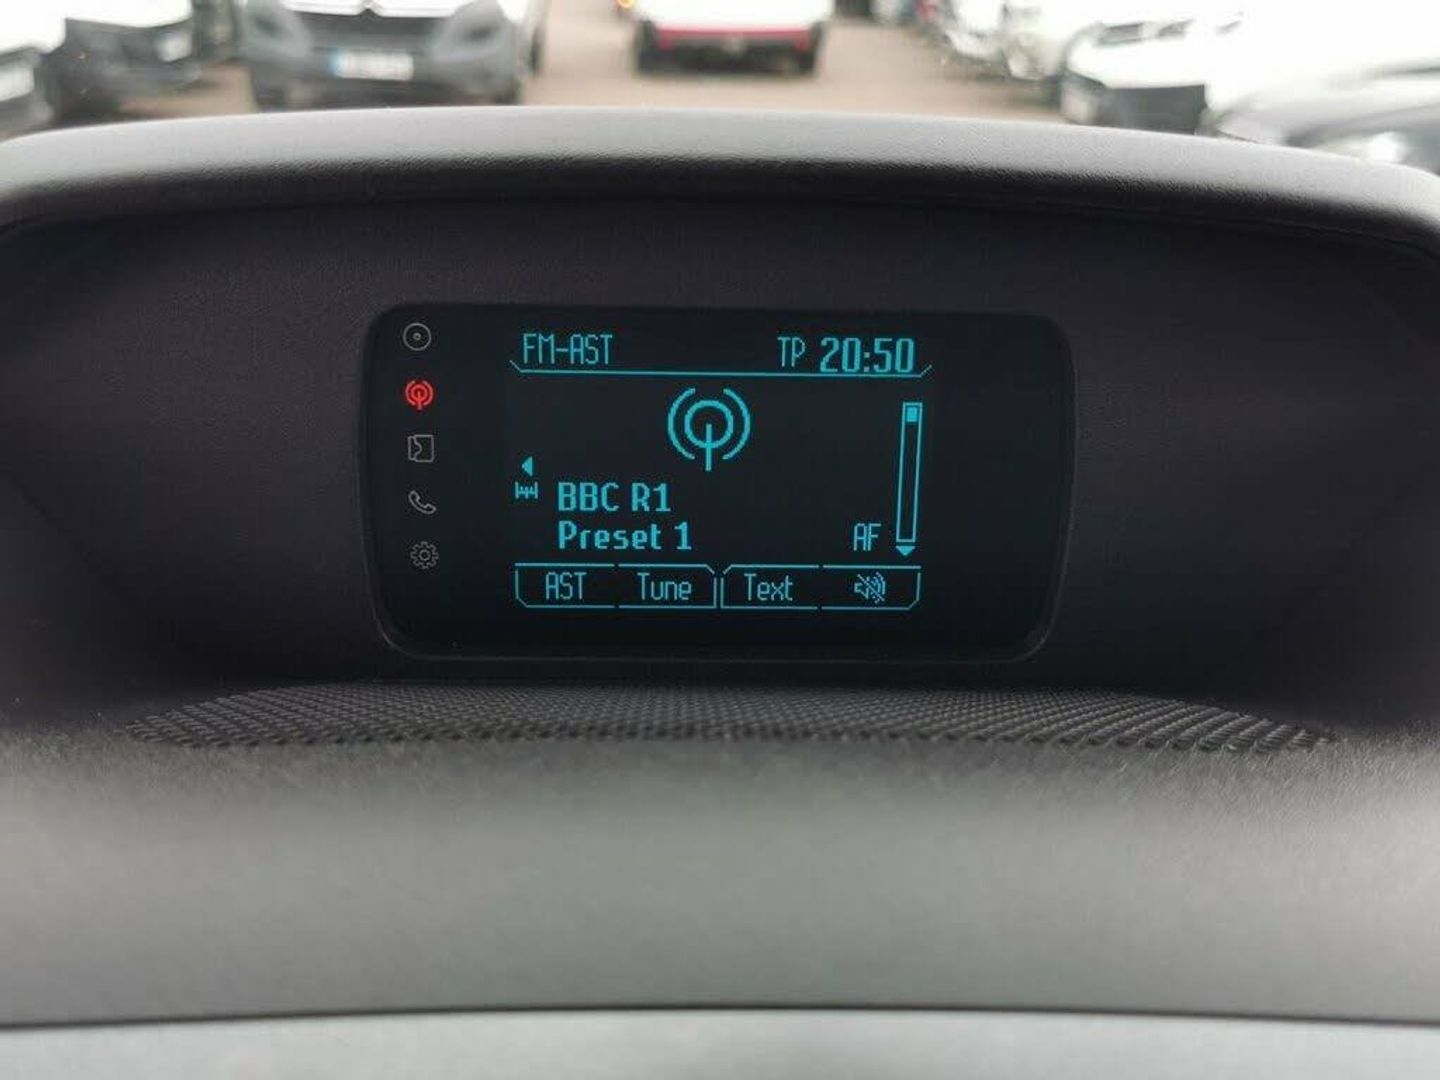 FM-AST TP 20:50
BBC R1
Preset 1 AF
AST Tune Text